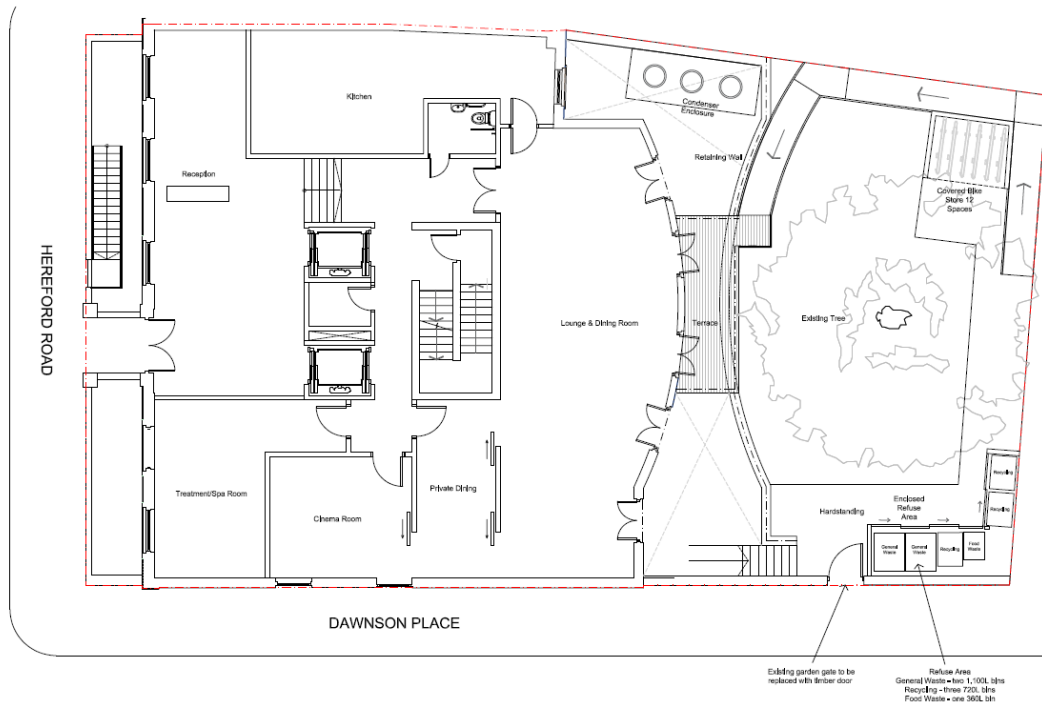 Kitchen
Condenser
Enclosure
Retaining Wall
Reception
Covered Bike
Store 12
Spaces
HEREFORD ROAD
Lounge & Dining Room
Terrace
Existing Tree
Treatment/Spa Room
Cinema Room
Private Dining
Hardstanding
Enclosed
Refuse
Area
Recycling
Recycling
General
Waste
General
Waste
Recycling
Food
Waste
DAWNSON PLACE
Existing garden gate to be
replaced with timber door
Refuse Area
General Waste - two 1,100L bins
Recycling - three 720L bins
Food Waste - one 360L bin